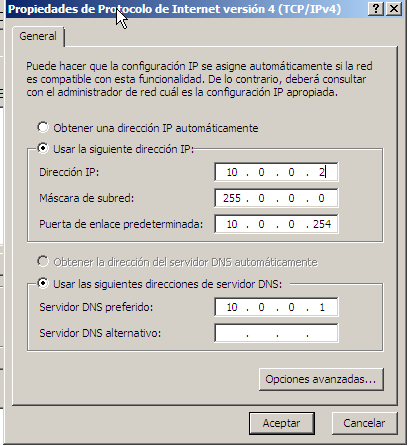 Propiedades de Protocolo de Internet versión 4 (TCP/IPv4)
General
Puede hacer que la configuración IP se asigne automáticamente si la red
es compatible con esta funcionalidad. De lo contrario, deberá consultar
con el administrador de red cuál es la configuración IP apropiada.
Obtener una dirección IP automáticamente
Usar la siguiente dirección IP:
Dirección IP: 10 . 0 . 0 . 2
Máscara de subred: 255 . 0 . 0 . 0
Puerta de enlace predeterminada: 10 . 0 . 0 . 254
Obtener la dirección del servidor DNS automáticamente
Usar las siguientes direcciones de servidor DNS:
Servidor DNS preferido: 10 . 0 . 0 . 1
Servidor DNS alternativo: . . .
Opciones avanzadas...
Aceptar Cancelar